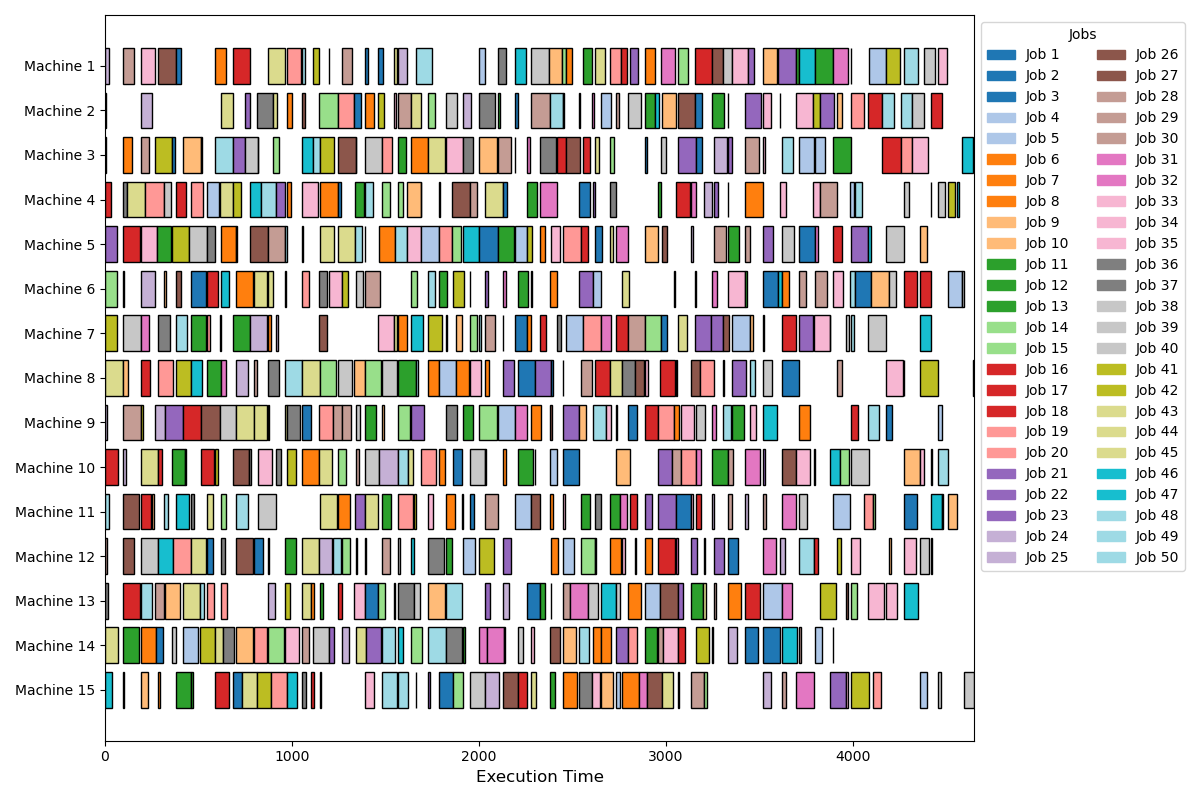 Machine 1
Machine 2
Machine 3
Machine 4
Machine 5
Machine 6
Machine 7
Machine 8
Machine 9
Machine 10
Machine 11
Machine 12
Machine 13
Machine 14
Machine 15
0 1000 2000 3000 4000
Execution Time
Jobs
Job 1
Job 2
Job 3
Job 4
Job 5
Job 6
Job 7
Job 8
Job 9
Job 10
Job 11
Job 12
Job 13
Job 14
Job 15
Job 16
Job 17
Job 18
Job 19
Job 20
Job 21
Job 22
Job 23
Job 24
Job 25
Job 26
Job 27
Job 28
Job 29
Job 30
Job 31
Job 32
Job 33
Job 34
Job 35
Job 36
Job 37
Job 38
Job 39
Job 40
Job 41
Job 42
Job 43
Job 44
Job 45
Job 46
Job 47
Job 48
Job 49
Job 50